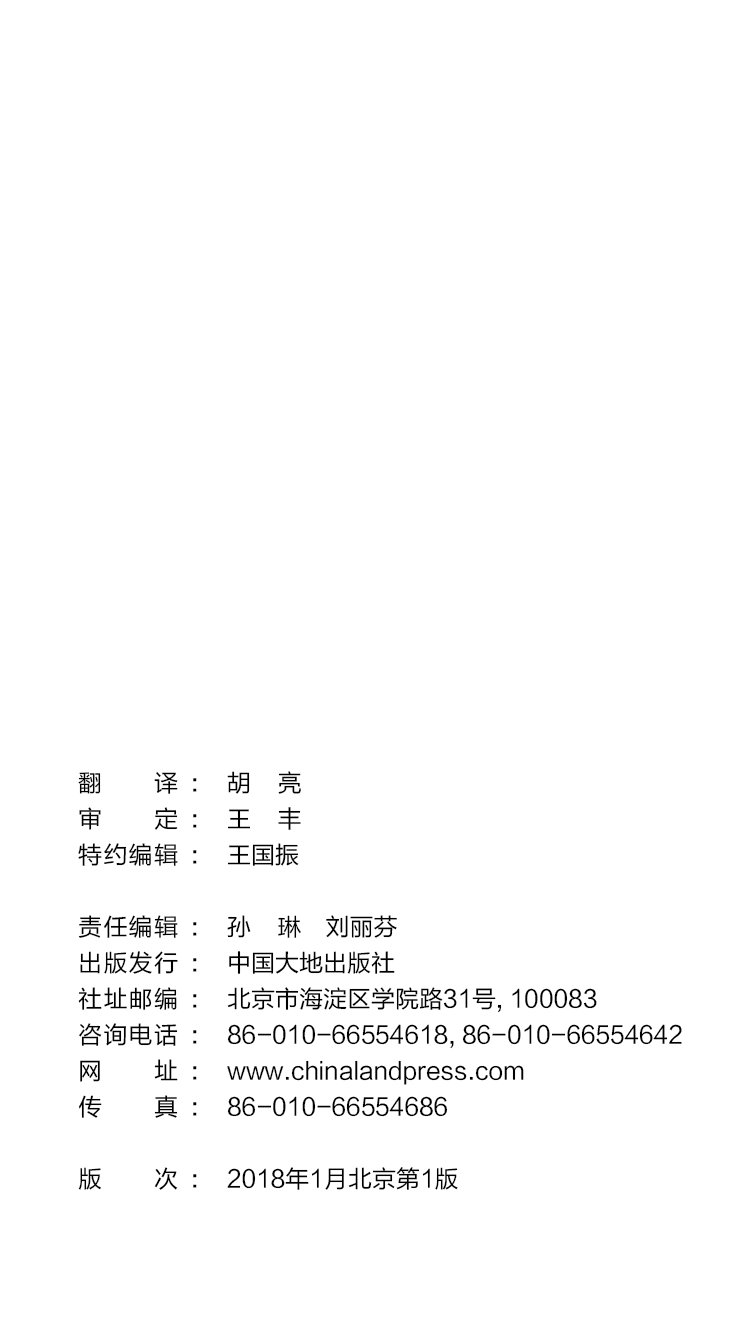 翻　　译： 胡　亮
审　　定： 王　丰
特约编辑： 王国振
责任编辑： 孙　琳　刘丽芬
出版发行： 中国大地出版社
社址邮编： 北京市海淀区学院路31号, 100083
咨询电话： 86-010-66554618, 86-010-66554642
网　　址： www.chinalandpress.com
传　　真： 86-010-66554686
版　　次： 2018年1月北京第1版